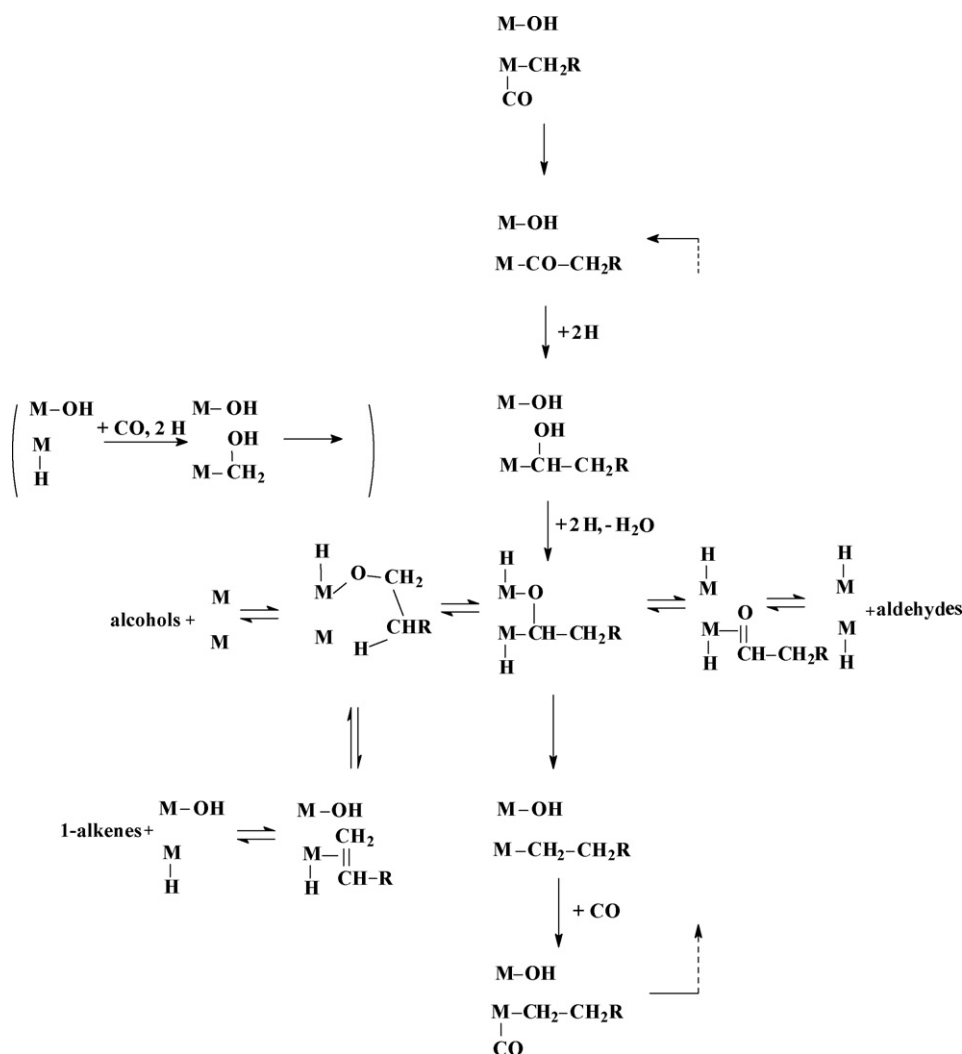 M–OH
M–CH₂R
CO
M–OH
M-CO–CH₂R
+2H
M–OH
OH
M–CH–CH₂R
M–OH
M
H
+ CO, 2 H
M– OH
OH
M–CH₂
+2H,-H₂O
alcohols +
M
M
H
M
O–CH₂
CHR
H
M
H
M–O
M–CH–CH₂R
H
H
M
O
M
CH–CH₂R
H
H
M
M
H
+aldehydes
1-alkenes+
M–OH
M
H
M–OH
CH₂
M
H
CH–R
M–OH
M–CH₂–CH₂R
+ CO
M–OH
M–CH₂–CH₂R
CO